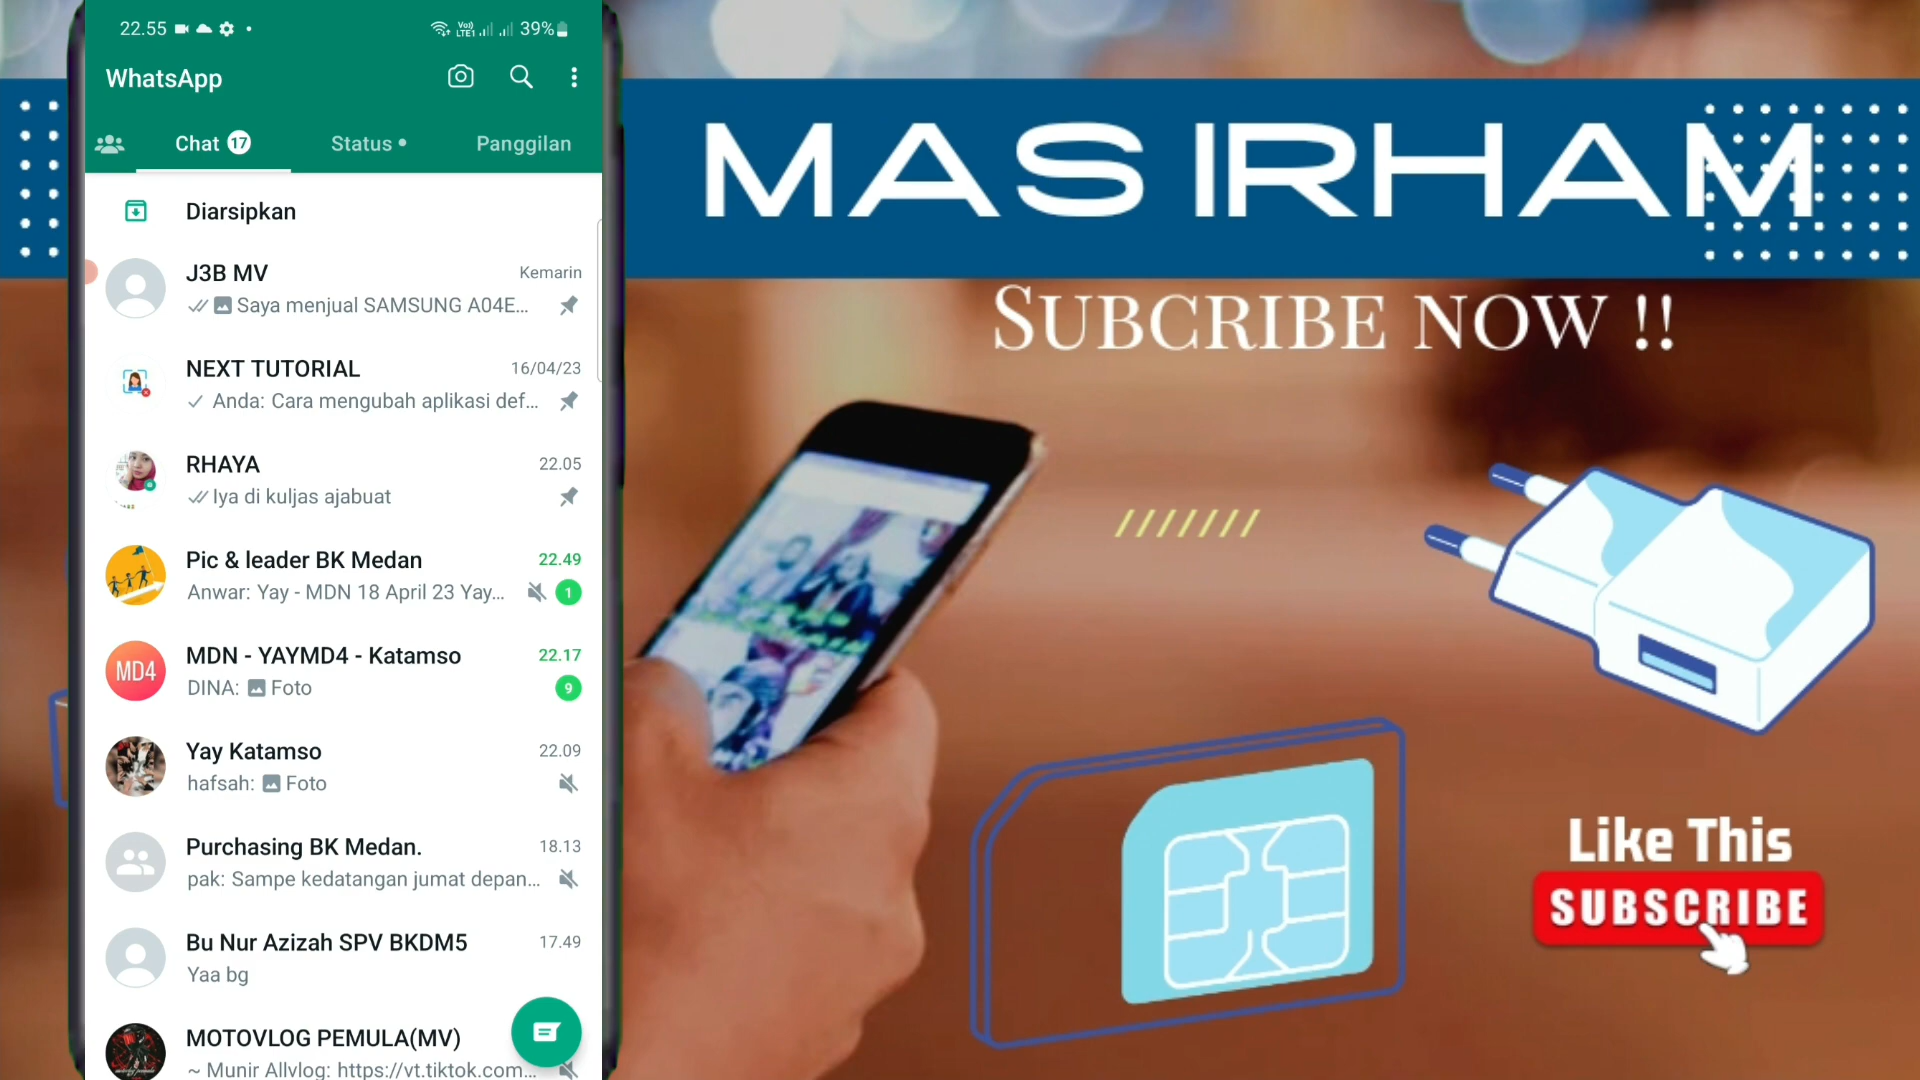 22.55
Vo))
LTE1
39%
WhatsApp
Chat 17
Status
Panggilan
Diarsipkan
J3B MV
Kemarin
Saya menjual SAMSUNG A04E...
NEXT TUTORIAL
16/04/23
Anda: Cara mengubah aplikasi def...
RHAYA
22.05
Iya di kuljas ajabuat
Pic & leader BK Medan
22.49
Anwar: Yay - MDN 18 April 23 Yay...
1
MD4
MDN - YAYMD4 - Katamso
22.17
DINA: Foto
9
Yay Katamso
22.09
hafsah: Foto
Purchasing BK Medan.
18.13
pak: Sampe kedatangan jumat depan...
Bu Nur Azizah SPV BKDM5
17.49
Yaa bg
MOTOVLOG PEMULA(MV)
~ Munir Allvlog: https://vt.tiktok.com...
MAS IRHAM
SUBCRIBE NOW !!
Like This
SUBSCRIBE